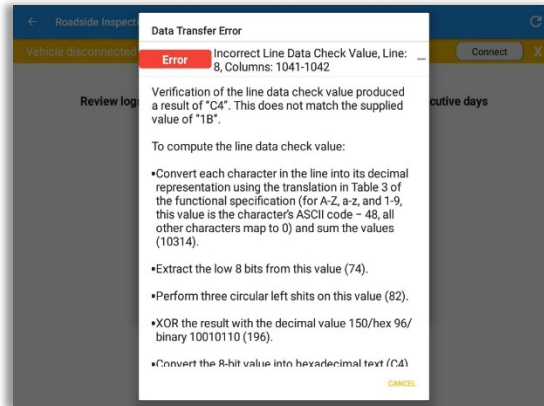 ← Roadside Inspecti
Data Transfer Error
Vehicle disconnected
Connect X
Error
Incorrect Line Data Check Value, Line:
8, Columns: 1041-1042
Review log
cutive days
Verification of the line data check value produced
a result of "C4". This does not match the supplied
value of "1B".
To compute the line data check value:
•Convert each character in the line into its decimal
representation using the translation in Table 3 of
the functional specification (for A-Z, a-z, and 1-9,
this value is the character's ASCII code – 48, all
other characters map to 0) and sum the values
(10314).
•Extract the low 8 bits from this value (74).
•Perform three circular left shits on this value (82).
•XOR the result with the decimal value 150/hex 96/
binary 10010110 (196).
•Convert the 8-bit value into hexadecimal text (C4)
CANCEL